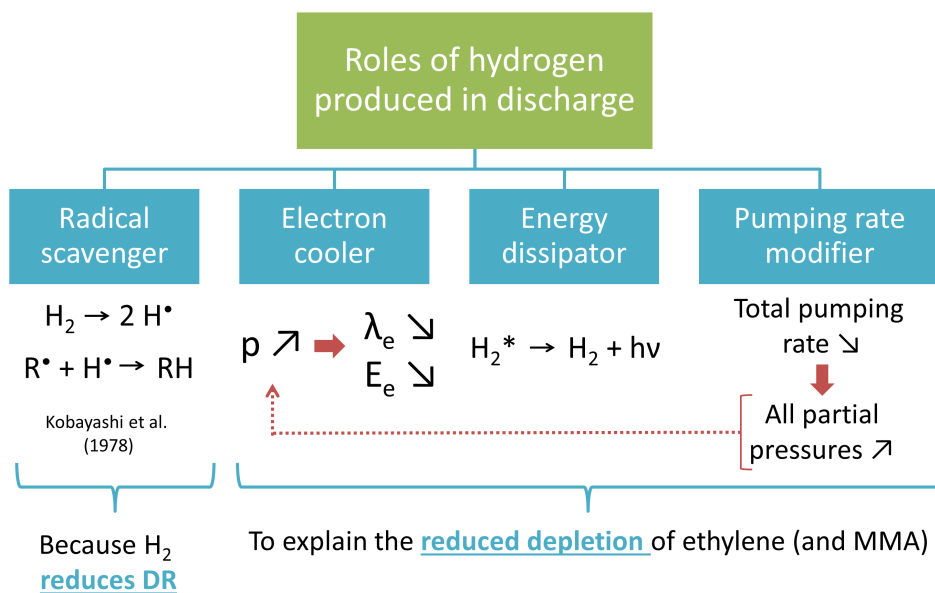 Roles of hydrogen
produced in discharge
Radical
scavenger
Electron
cooler
Energy
dissipator
Pumping rate
modifier
H₂ → 2 H•
R• + H• → RH
Kobayashi et al.
(1978)
p ↗ ➡ λₑ ↘
Eₑ ↘
H₂* → H₂ + hν
Total pumping
rate ↘
All partial
pressures ↗
Because H₂
reduces DR
To explain the reduced depletion of ethylene (and MMA)